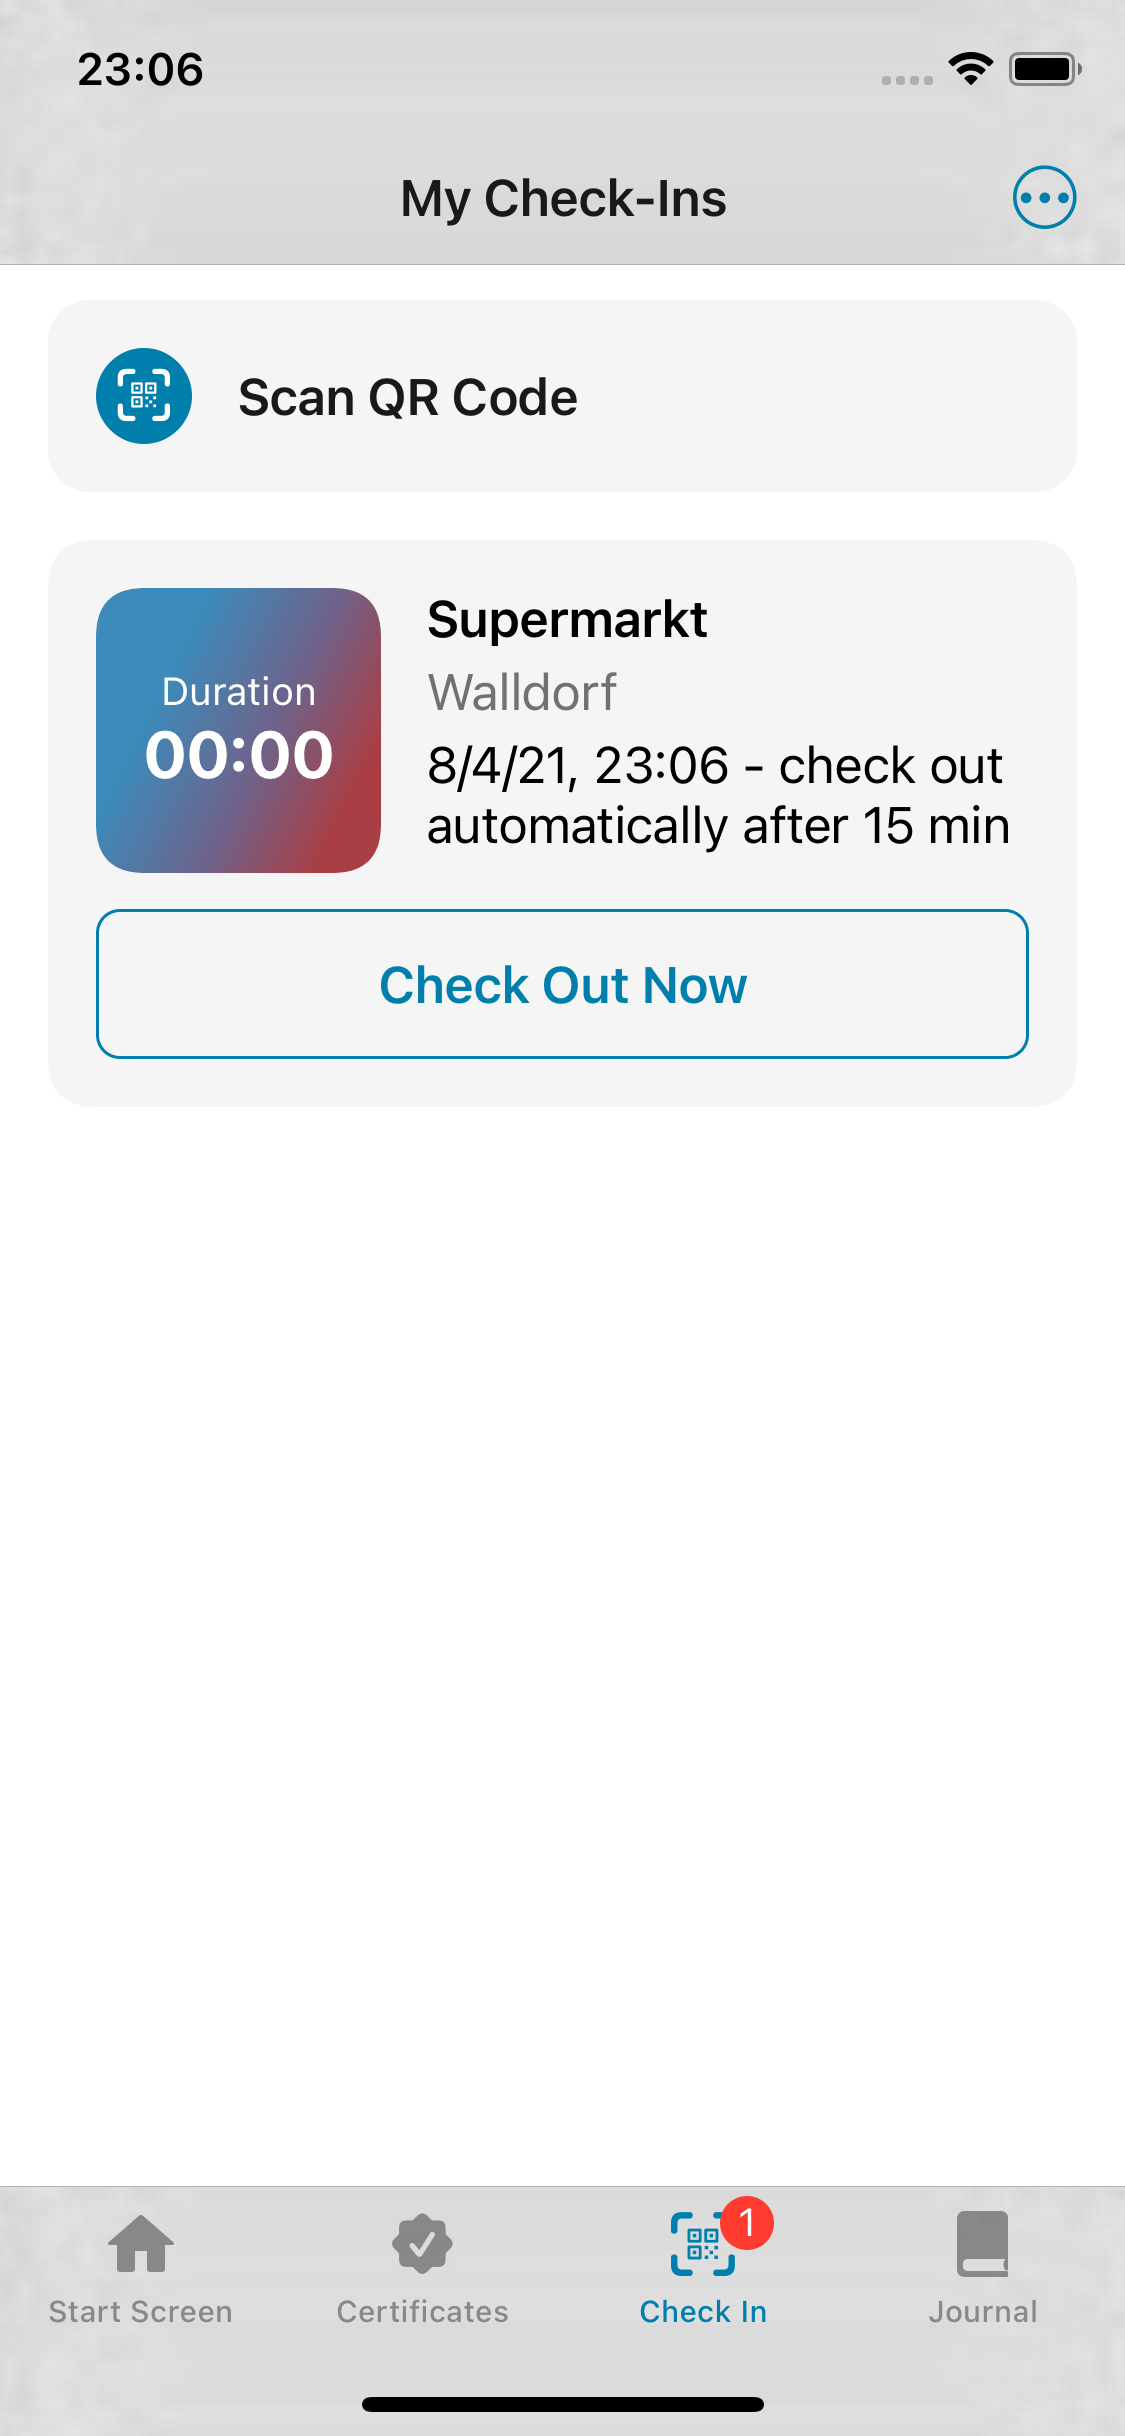 23:06
My Check-Ins
Scan QR Code
Duration
00:00
Supermarkt
Walldorf
8/4/21, 23:06 - check out
automatically after 15 min
Check Out Now
1
Start Screen
Certificates
Check In
Journal